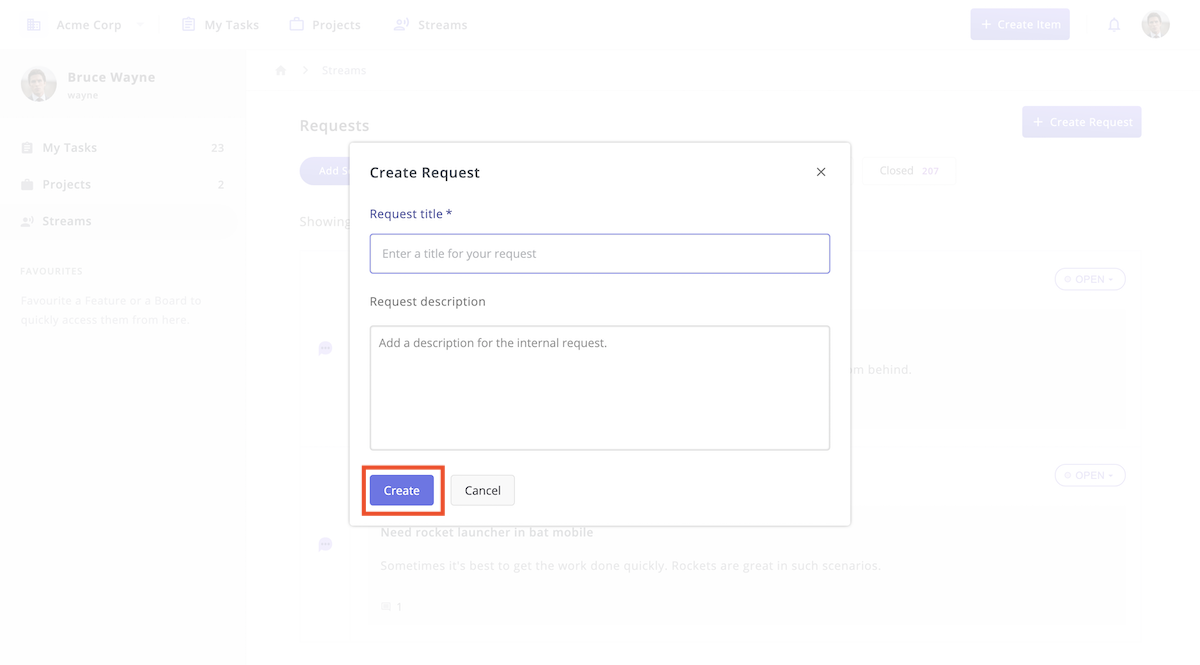 Acme Corp My Tasks Projects Streams + Create Item
Bruce Wayne
wayne
Streams
My Tasks 23
Projects 2
Streams
FAVOURITES
Favourite a Feature or a Board to
quickly access them from here.
Requests + Create Request
Add Closed 207
Showing
Create Request
Request title *
Enter a title for your request
Request description
Add a description for the internal request.
Create Cancel
OPEN
behind.
OPEN
Need rocket launcher in bat mobile
Sometimes it's best to get the work done quickly. Rockets are great in such scenarios.
1